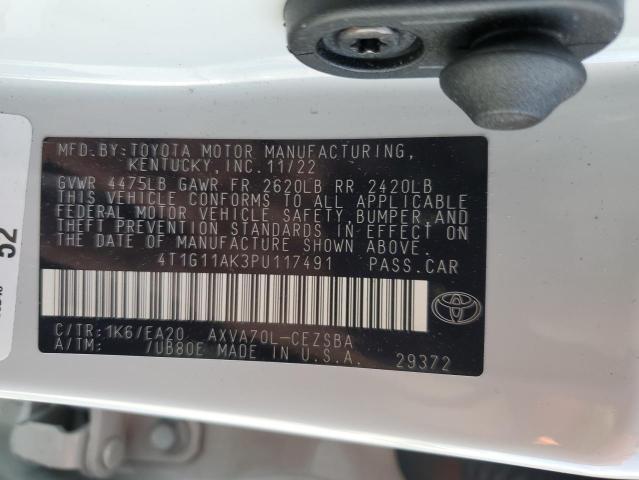 MFD.BY:TOYOTA MOTOR MANUFACTURING,
KENTUCKY, INC. 11/22
GVWR 4475LB GAWR FR 2620LB RR 2420LB
THIS VEHICLE CONFORMS TO ALL APPLICABLE
FEDERAL MOTOR VEHICLE SAFETY, BUMPER, AND
THEFT PREVENTION STANDARDS IN EFFECT ON
THE DATE OF MANUFACTURE SHOWN ABOVE.
4T1G11AK3PU117491 PASS.CAR
C/TR:1K6/EA20 AXVA70L-CEZSBA
A/TM: /UB80E MADE IN U.S.A. 29372
52